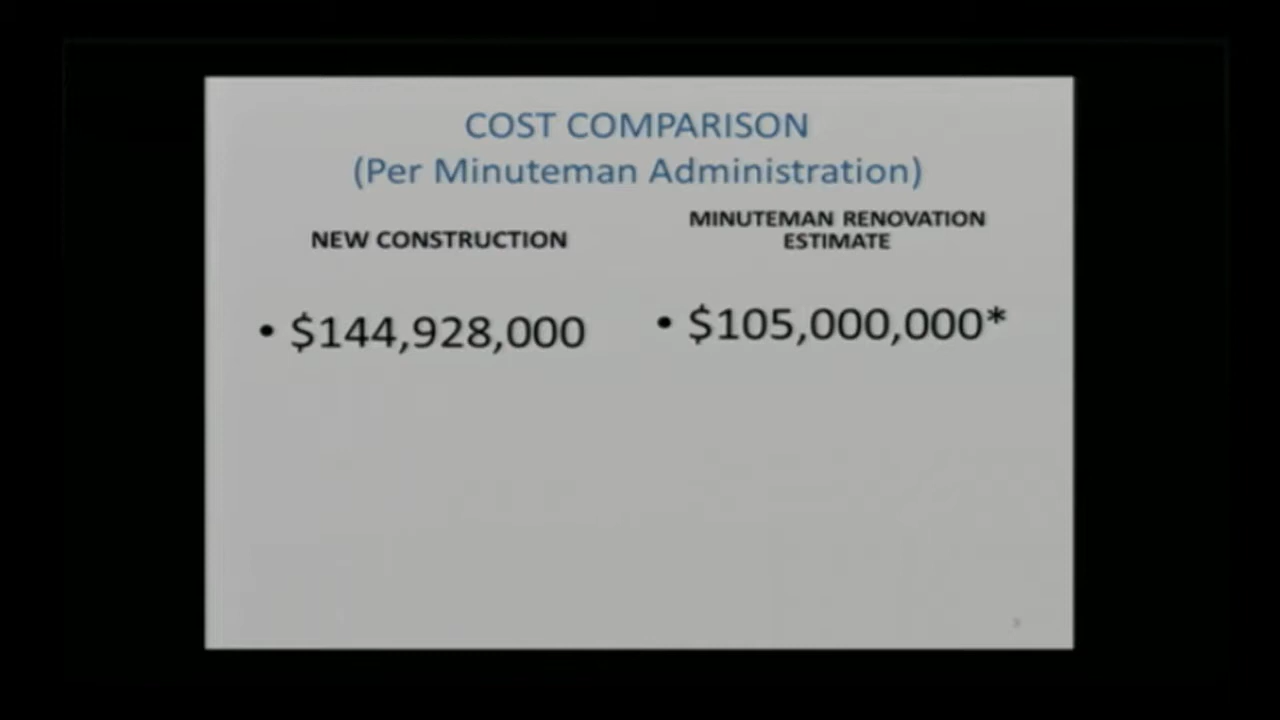 COST COMPARISON
(Per Minuteman Administration)
NEW CONSTRUCTION
MINUTEMAN RENOVATION
ESTIMATE
• $144,928,000
• $105,000,000*